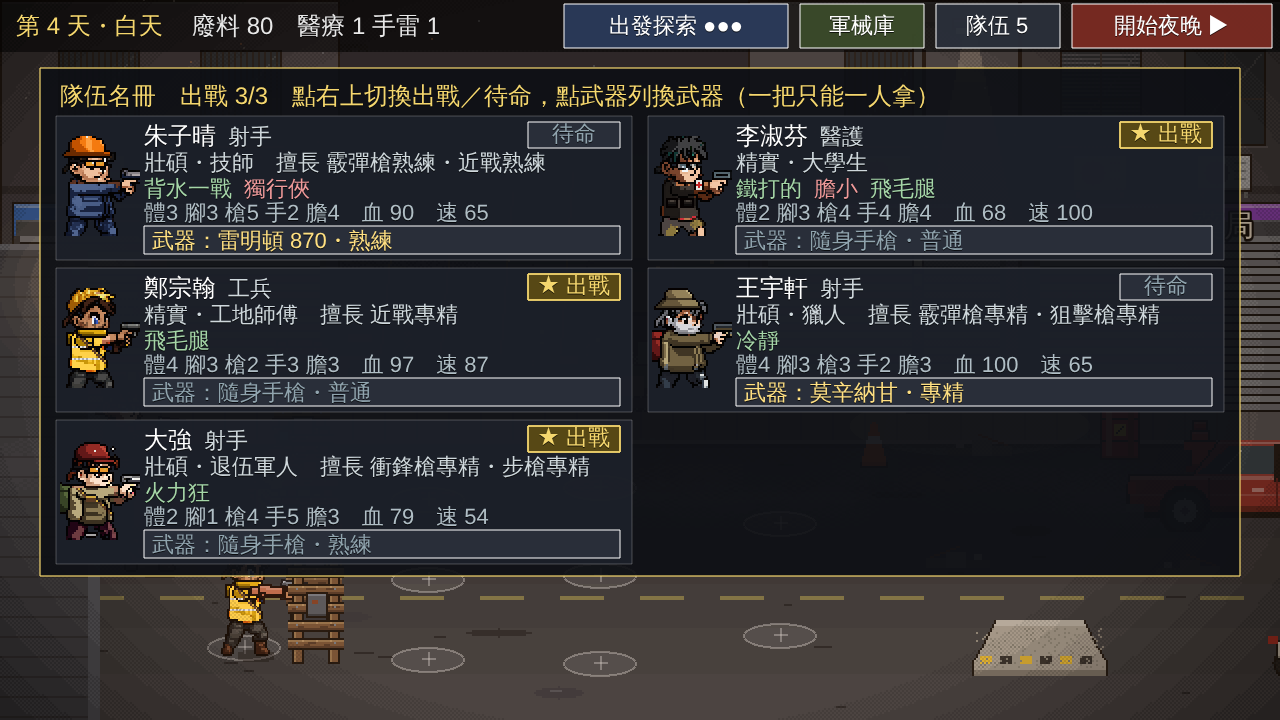 第 4 天・白天 廢料 80 醫療 1 手雷 1 出發探索 ●●● 軍械庫 隊伍 5 開始夜晚 ▶
隊伍名冊 出戰 3/3 點右上切換出戰／待命，點武器列換武器（一把只能一人拿）
朱子晴 射手 待命
壯碩・技師 擅長 霰彈槍熟練・近戰熟練
背水一戰 獨行俠
體3 腳3 槍5 手2 膽4 血 90 速 65
武器：雷明頓 870・熟練
李淑芬 醫護 ★ 出戰
精實・大學生
鐵打的 膽小 飛毛腿
體2 腳3 槍4 手4 膽4 血 68 速 100
武器：隨身手槍・普通
鄭宗翰 工兵 ★ 出戰
精實・工地師傅 擅長 近戰專精
飛毛腿
體4 腳3 槍2 手3 膽3 血 97 速 87
武器：隨身手槍・普通
王宇軒 射手 待命
壯碩・獵人 擅長 霰彈槍專精・狙擊槍專精
冷靜
體4 腳3 槍3 手2 膽3 血 100 速 65
武器：莫辛納甘・專精
大強 射手 ★ 出戰
壯碩・退伍軍人 擅長 衝鋒槍專精・步槍專精
火力狂
體2 腳1 槍4 手5 膽3 血 79 速 54
武器：隨身手槍・熟練
局